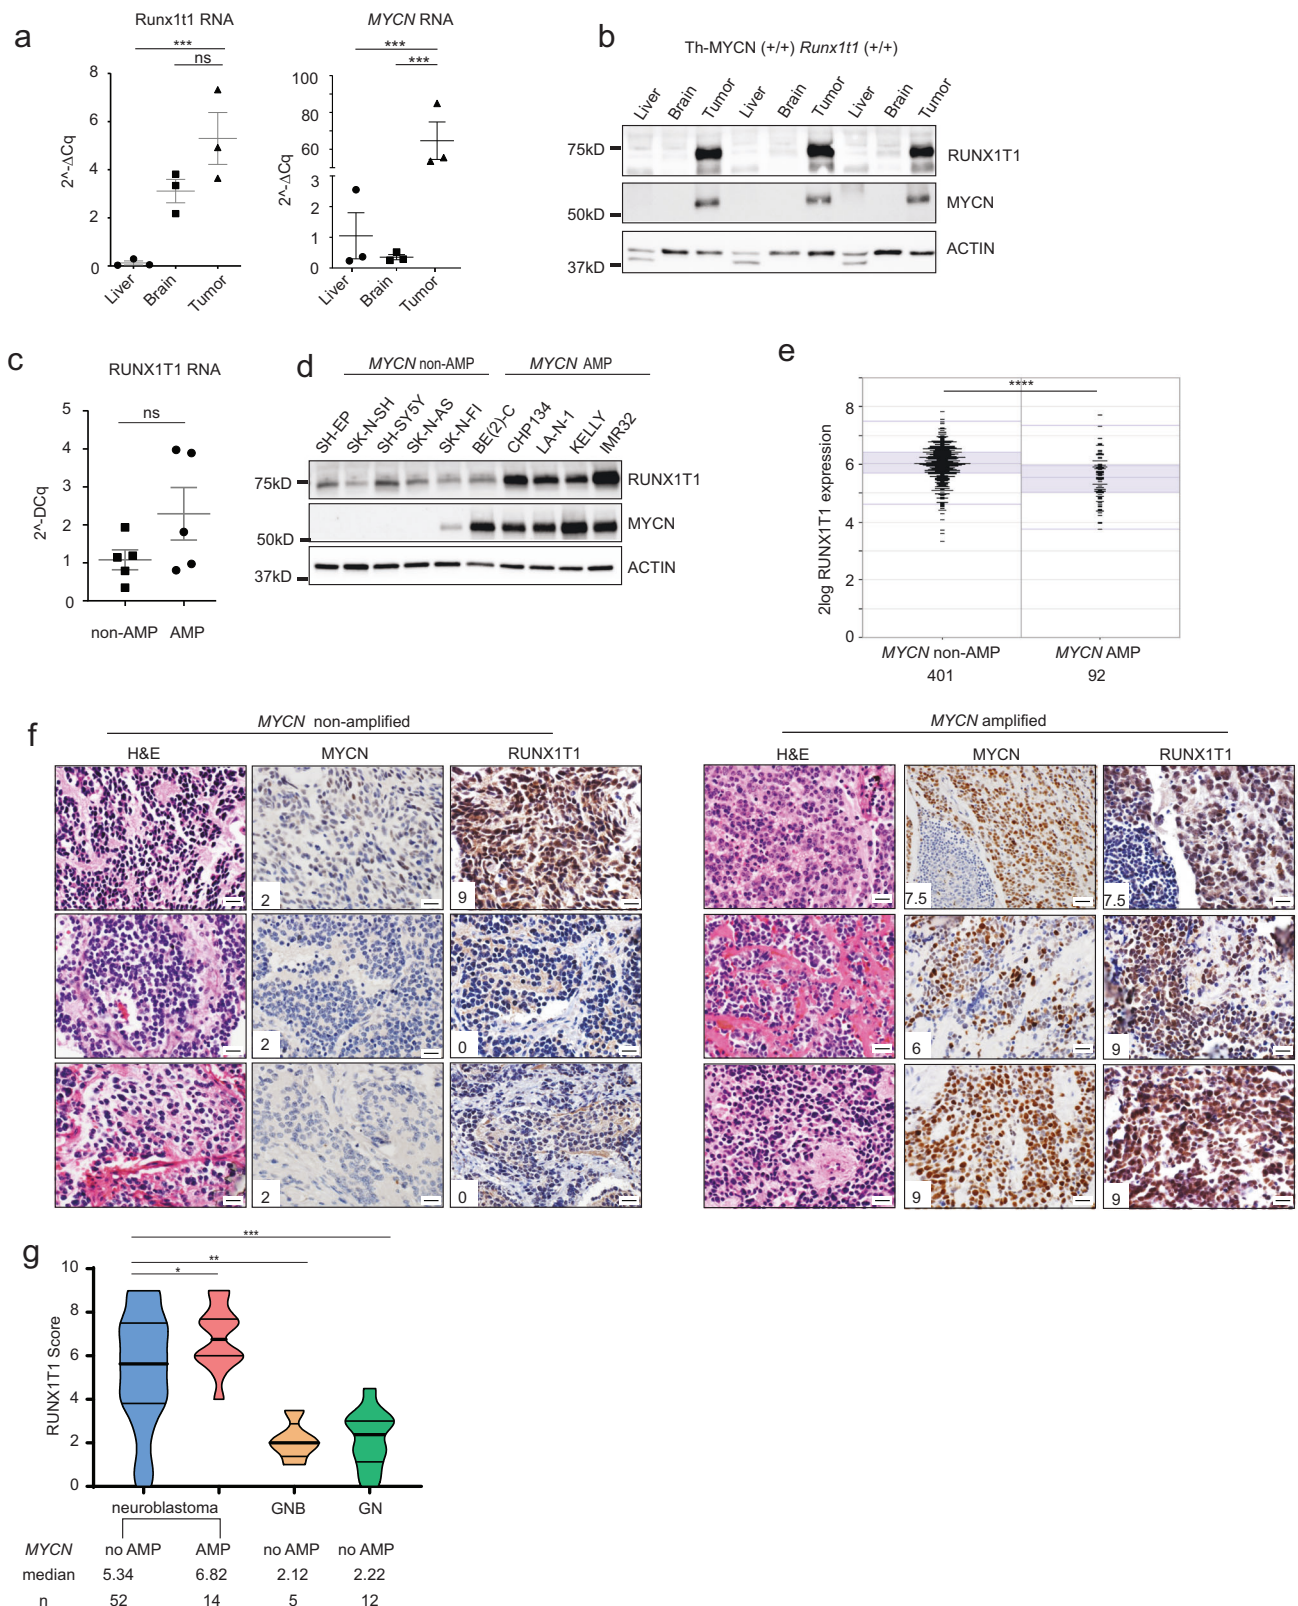 a
Runx1t1 RNA
***
ns
2^-ΔCq
8
6
4
2
0
Liver
Brain
Tumor
MYCN RNA
***
***
2^-ΔCq
100
80
60
3
2
1
0
Liver
Brain
Tumor
b
Th-MYCN (+/+) Runx1t1 (+/+)
Liver Brain Tumor Liver Brain Tumor Liver Brain Tumor
75kD
RUNX1T1
50kD
MYCN
37kD
ACTIN
c
RUNX1T1 RNA
ns
2^-DCq
5
4
3
2
1
0
non-AMP AMP
d
MYCN non-AMP MYCN AMP
SH-EP SK-N-SH SH-SY5Y SK-N-AS SK-N-FI BE(2)-C CHP134 LA-N-1 KELLY IMR32
75kD
RUNX1T1
50kD
MYCN
37kD
ACTIN
e
****
2log RUNX1T1 expression
8
6
4
2
0
MYCN non-AMP MYCN AMP
401 92
f
MYCN non-amplified
H&E MYCN RUNX1T1
2 9
2 0
2 0
MYCN amplified
H&E MYCN RUNX1T1
7.5 7.5
6 9
9 9
g
***
**
*
RUNX1T1 Score
10
8
6
4
2
0
neuroblastoma GNB GN
MYCN no AMP AMP no AMP no AMP
median 5.34 6.82 2.12 2.22
n 52 14 5 12